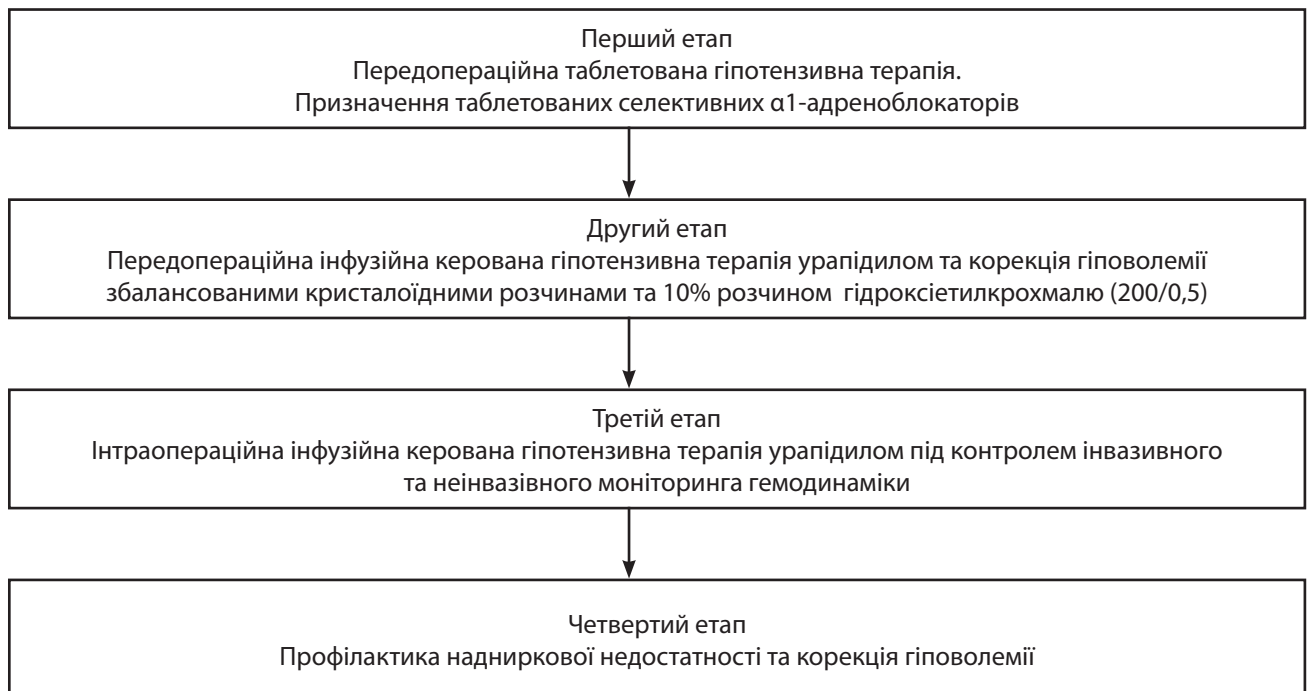 Перший етап
Передопераційна таблетована гіпотензивна терапія.
Призначення таблетованих селективних α1-адреноблокаторів
Другий етап
Передопераційна інфузійна керована гіпотензивна терапія урапідилом та корекція гіповолемії
збалансованими кристалоїдними розчинами та 10% розчином гідроксіетилкрохмалю (200/0,5)
Третій етап
Інтраопераційна інфузійна керована гіпотензивна терапія урапідилом під контролем інвазивного
та неінвазівного моніторинга гемодинаміки
Четвертий етап
Профілактика надниркової недостатності та корекція гіповолемії